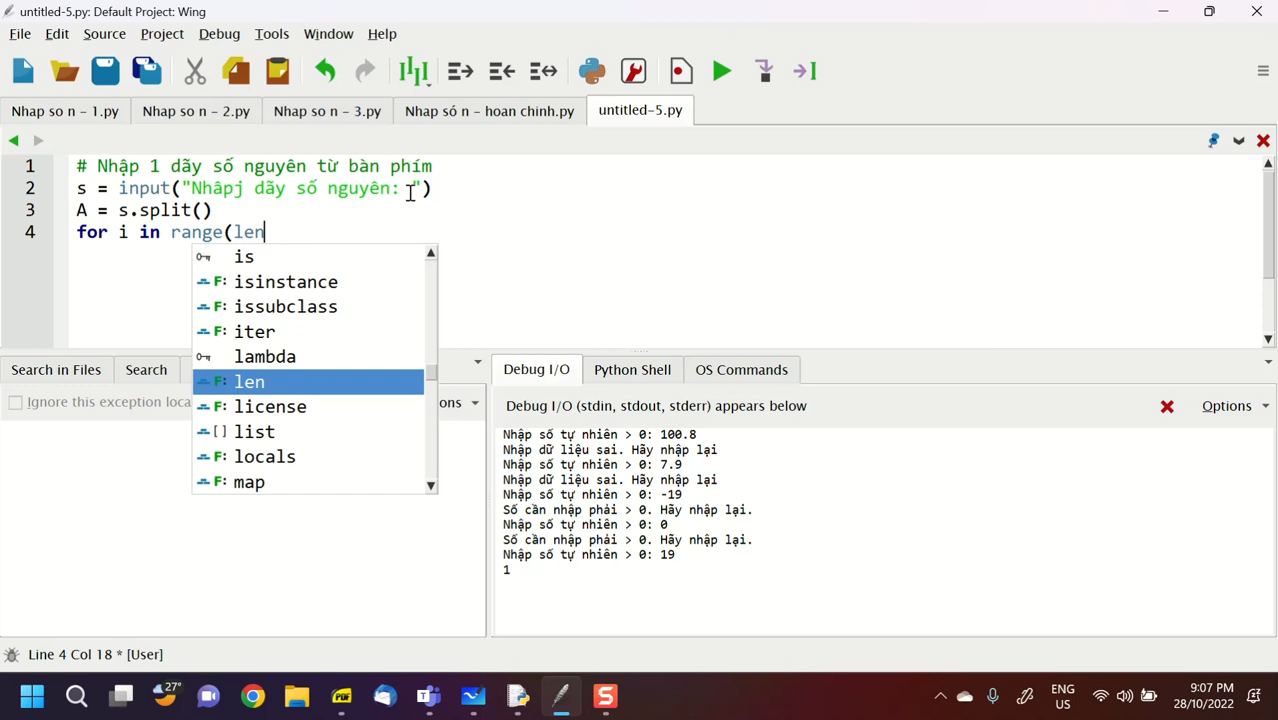 untitled-5.py: Default Project: Wing
File Edit Source Project Debug Tools Window Help
Nhap so n - 1.py Nhap so n - 2.py Nhap so n - 3.py Nhap só n - hoan chinh.py untitled-5.py
1 # Nhập 1 dãy số nguyên từ bàn phím
2 s = input("Nhâpj dãy số nguyên: ")
3 A = s.split()
4 for i in range(len
is
F: isinstance
F: issubclass
F: iter
lambda
F: len
F: license
[] list
F: locals
F: map
Search in Files Search
Ignore this exception loca ons
Debug I/O Python Shell OS Commands
Debug I/O (stdin, stdout, stderr) appears below Options
Nhập số tự nhiên > 0: 100.8
Nhập dữ liệu sai. Hãy nhập lại
Nhập số tự nhiên > 0: 7.9
Nhập dữ liệu sai. Hãy nhập lại
Nhập số tự nhiên > 0: -19
Số cần nhập phải > 0. Hãy nhập lại.
Nhập số tự nhiên > 0: 0
Số cần nhập phải > 0. Hãy nhập lại.
Nhập số tự nhiên > 0: 19
1
Line 4 Col 18 * [User]
27°
PDF
S
ENG
US
9:07 PM
28/10/2022